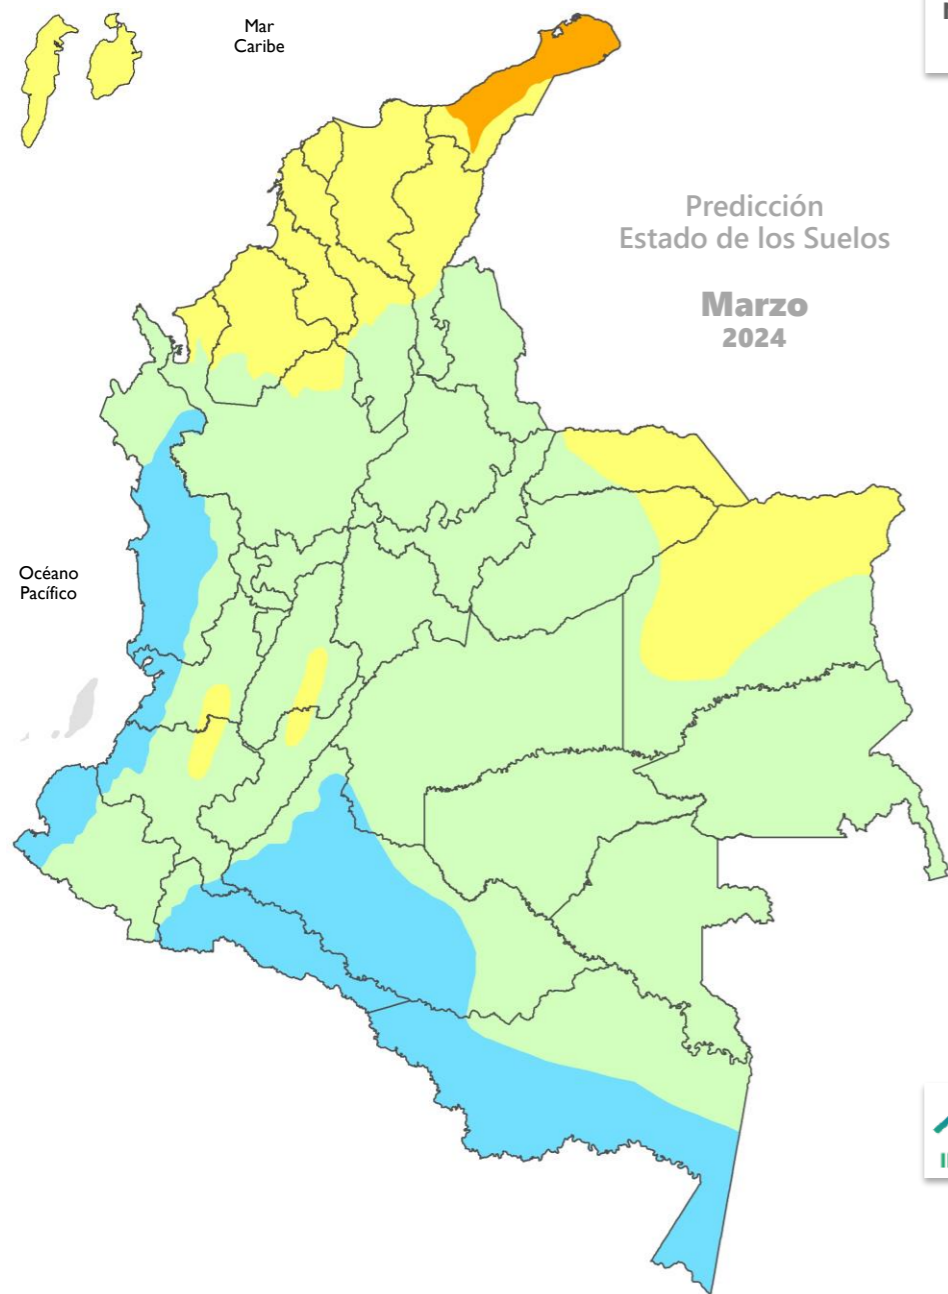 Mar
Caribe
Predicción
Estado de los Suelos
Marzo
2024
Océano
Pacífico